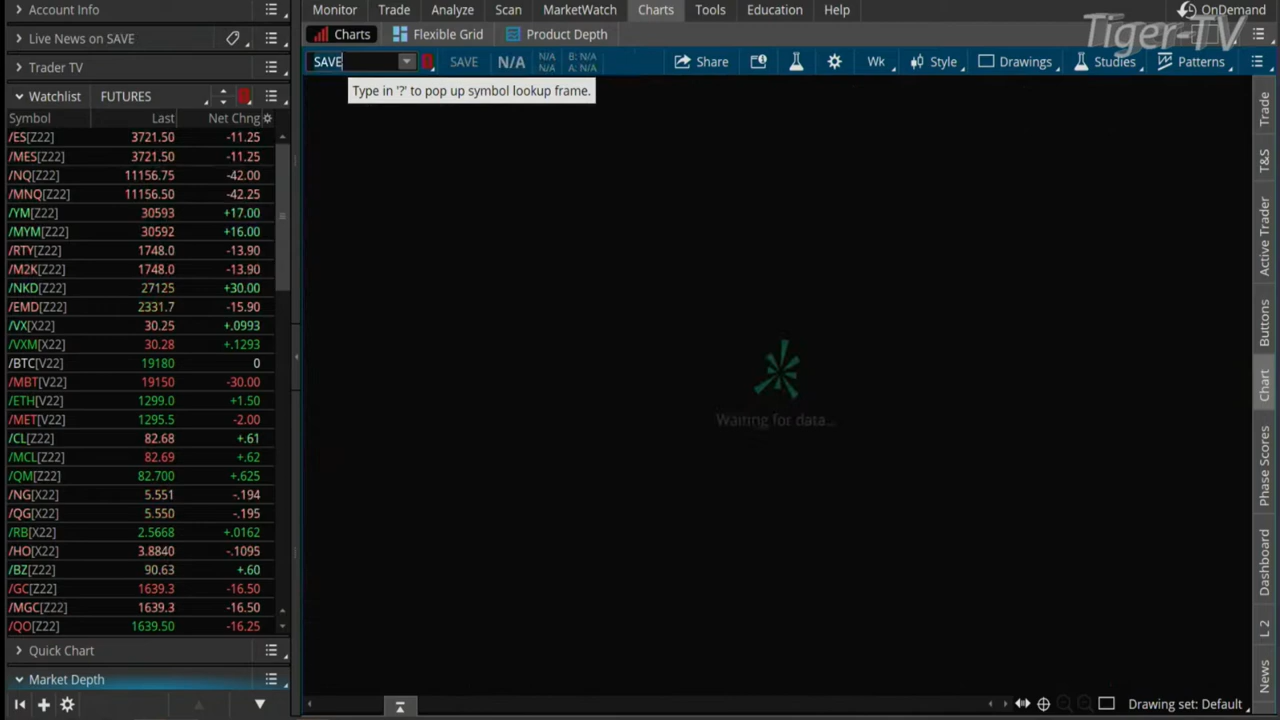 Account Info
Monitor Trade Analyze Scan MarketWatch Charts Tools Education Help OnDemand
Tiger-TV
Live News on SAVE
Charts Flexible Grid Product Depth
Trader TV
SAVE SAVE N/A N/A N/A B: N/A A: N/A Share Wk Style Drawings Studies Patterns
Type in '?' to pop up symbol lookup frame.
Watchlist FUTURES
Symbol Last Net Chng
/ES[Z22] 3721.50 -11.25
/MES[Z22] 3721.50 -11.25
/NQ[Z22] 11156.75 -42.00
/MNQ[Z22] 11156.50 -42.25
/YM[Z22] 30593 +17.00
/MYM[Z22] 30592 +16.00
/RTY[Z22] 1748.0 -13.90
/M2K[Z22] 1748.0 -13.90
/NKD[Z22] 27125 +30.00
/EMD[Z22] 2331.7 -15.90
/VX[X22] 30.25 +.0993
/VXM[X22] 30.28 +.1293
/BTC[V22] 19180 0
/MBT[V22] 19150 -30.00
/ETH[V22] 1299.0 +1.50
/MET[V22] 1295.5 -2.00
/CL[Z22] 82.68 +.61
/MCL[Z22] 82.69 +.62
/QM[Z22] 82.700 +.625
/NG[X22] 5.551 -.194
/QG[X22] 5.550 -.195
/RB[X22] 2.5668 +.0162
/HO[X22] 3.8840 -.1095
/BZ[Z22] 90.63 +.60
/GC[Z22] 1639.3 -16.50
/MGC[Z22] 1639.3 -16.50
/QO[Z22] 1639.50 -16.25
Quick Chart
Market Depth
Waiting for data...
Trade
T&S
Active Trader
Buttons
Chart
Phase Scores
Dashboard
L 2
News
Drawing set: Default